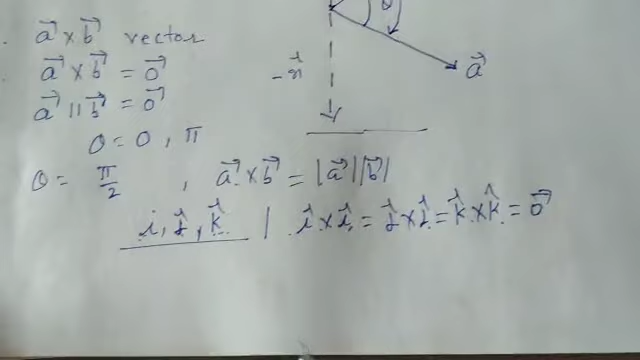 . a⃗ × b⃗ vector
. a⃗ × b⃗ = 0⃗
a⃗ || b⃗ = 0⃗
θ = 0 , π
θ = π/2 , a⃗ × b⃗ = |a⃗||b⃗|
î, ĵ, k̂ | î × î = ĵ × ĵ = k̂ × k̂ = 0⃗
θ
a⃗
-n̂